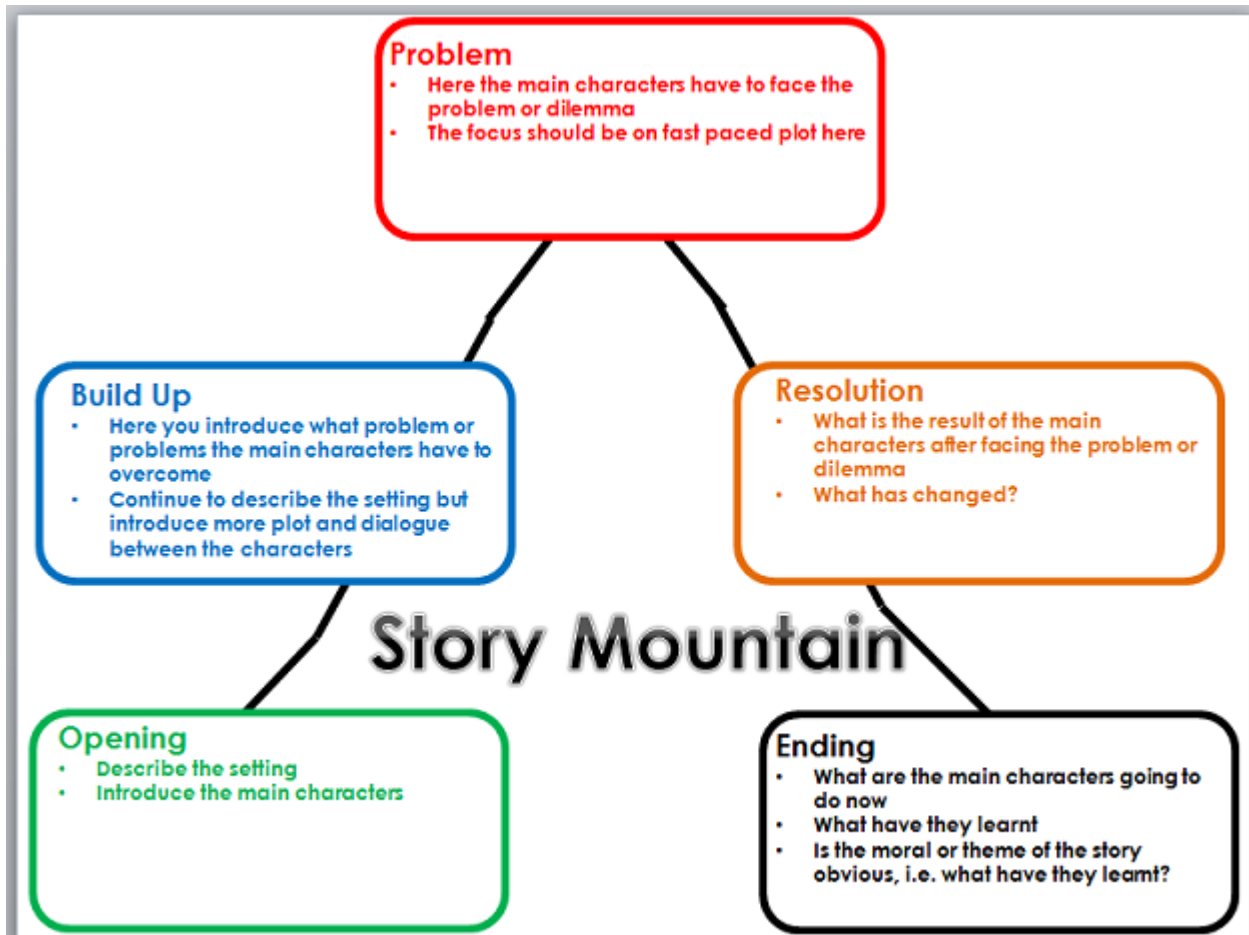 Problem
• Here the main characters have to face the
problem or dilemma
• The focus should be on fast paced plot here
Build Up
• Here you introduce what problem or
problems the main characters have to
overcome
• Continue to describe the setting but
introduce more plot and dialogue
between the characters
Resolution
• What is the result of the main
characters after facing the problem or
dilemma
• What has changed?
Story Mountain
Opening
• Describe the setting
• Introduce the main characters
Ending
• What are the main characters going to
do now
• What have they learnt
• Is the moral or theme of the story
obvious, i.e. what have they learnt?